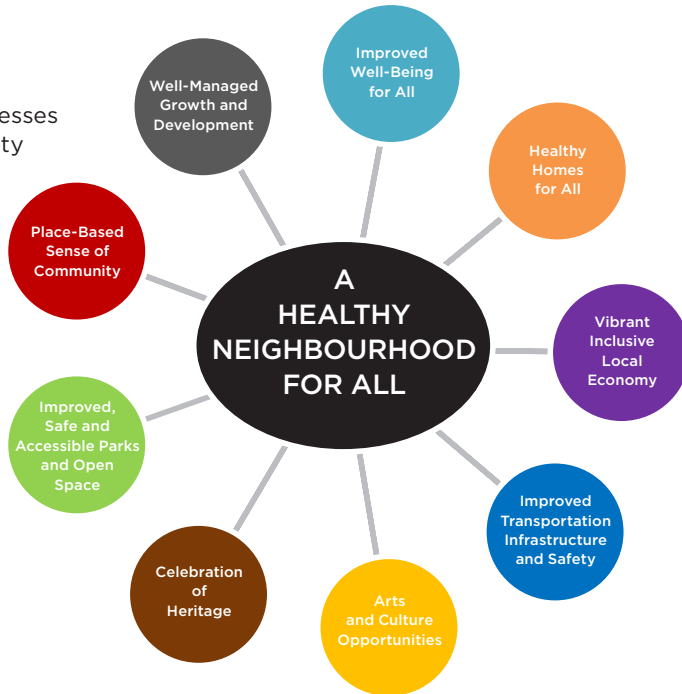 esses
ty
Improved
Well-Being
for All
Well-Managed
Growth and
Development
Healthy
Homes
for All
Place-Based
Sense of
Community
A
HEALTHY
NEIGHBOURHOOD
FOR ALL
Vibrant
Inclusive
Local
Economy
Improved,
Safe and
Accessible Parks
and Open
Space
Improved
Transportation
Infrastructure
and Safety
Celebration
of
Heritage
Arts
and Culture
Opportunities